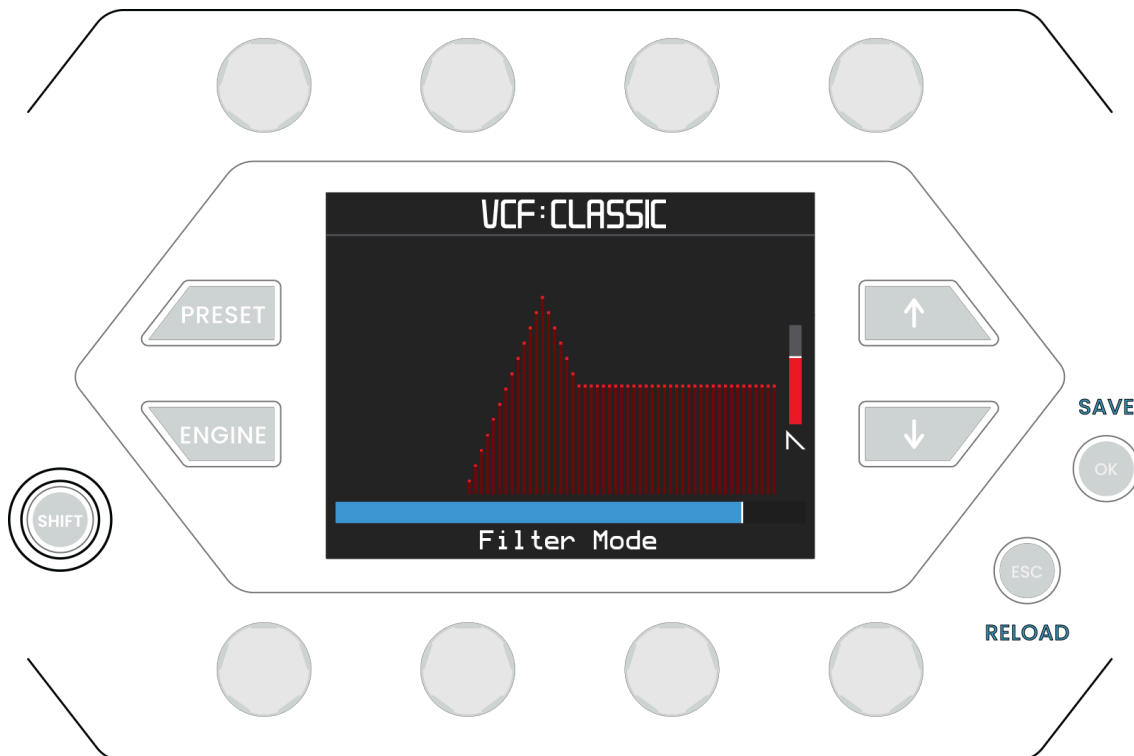 VCF:CLASSIC
PRESET
ENGINE
SAVE
OK
SHIFT
Filter Mode
ESC
RELOAD